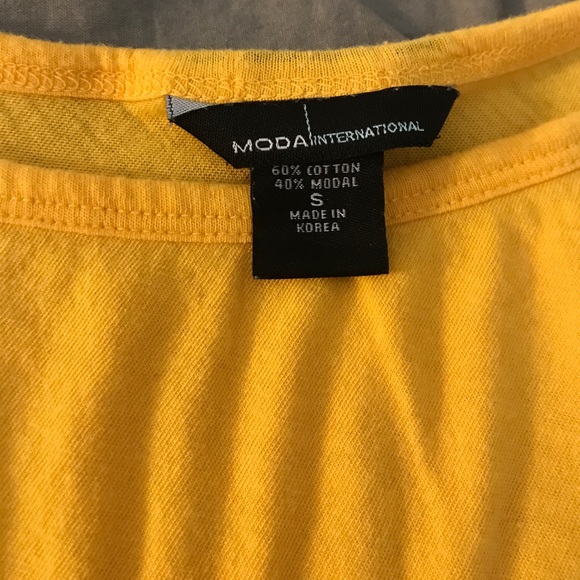 MODA INTERNATIONAL
60% COTTON
40% MODAL
S
MADE IN
KOREA